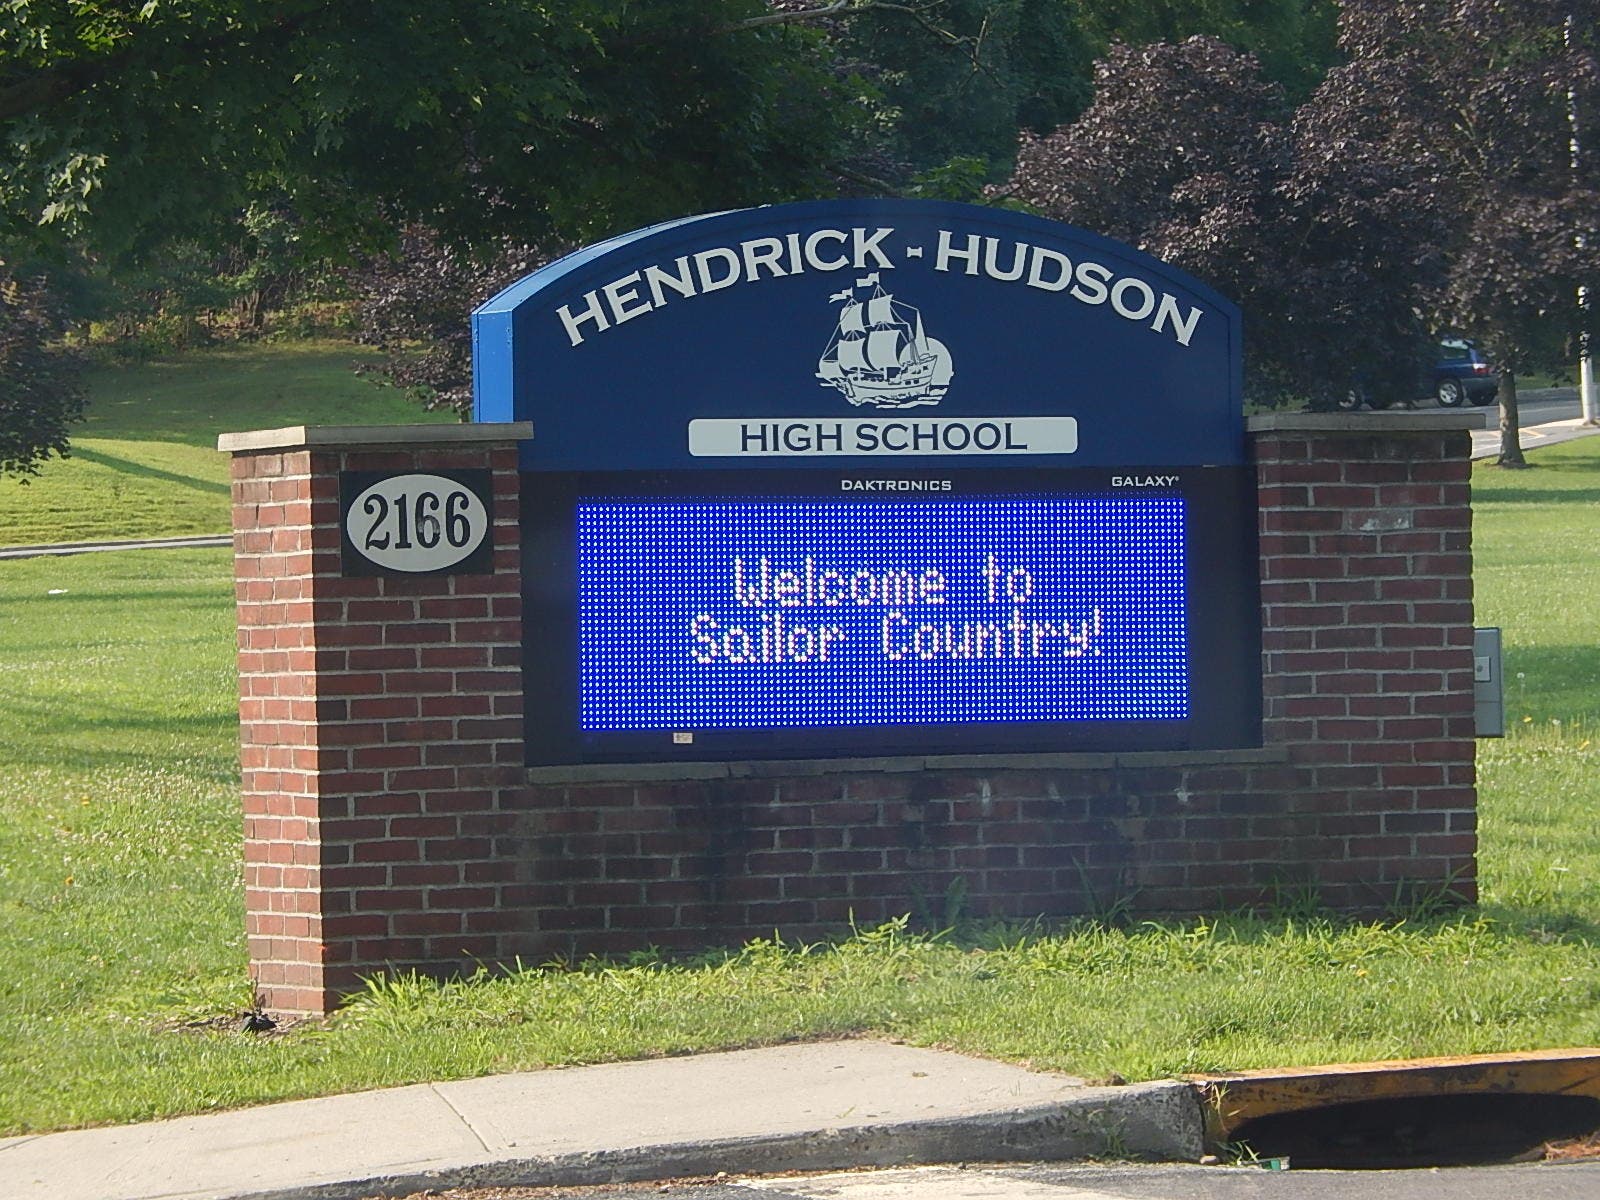 HENDRICK-HUDSON
HIGH SCHOOL
DAKTRONICS GALAXY®
2166
Welcome to
Sailor Country!